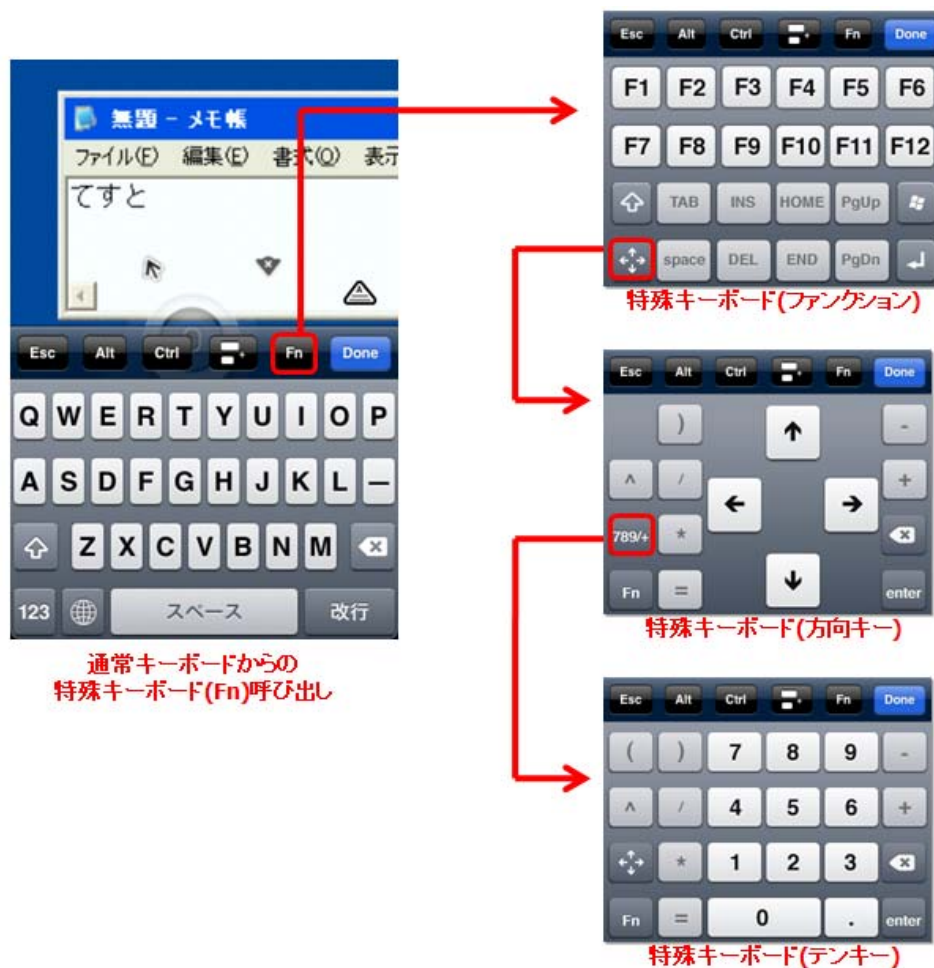 無題 - メモ帳
ファイル(F) 編集(E) 書式(O) 表示
てすと
Esc Alt Ctrl Fn Done
Q W E R T Y U I O P
A S D F G H J K L ー
Z X C V B N M
123 スペース 改行
通常キーボードからの
特殊キーボード(Fn)呼び出し
Esc Alt Ctrl Fn Done
F1 F2 F3 F4 F5 F6
F7 F8 F9 F10 F11 F12
TAB INS HOME PgUp
space DEL END PgDn
特殊キーボード(ファンクション)
Esc Alt Ctrl Fn Done
) -
^ / +
789/+ *
Fn = enter
特殊キーボード(方向キー)
Esc Alt Ctrl Fn Done
( ) 7 8 9 -
^ / 4 5 6 +
* 1 2 3
Fn = 0 . enter
特殊キーボード(テンキー)